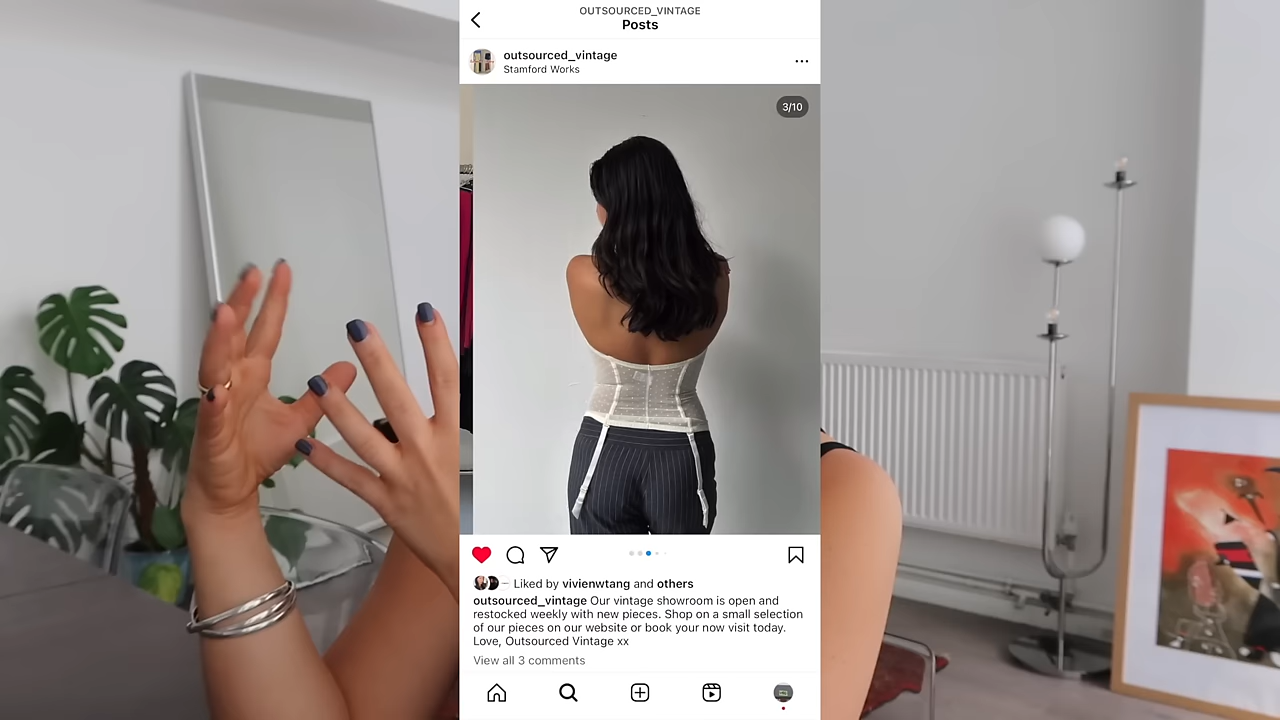 OUTSOURCED_VINTAGE
Posts
outsourced_vintage
Stamford Works
3/10
Liked by vivienwtang and others
outsourced_vintage Our vintage showroom is open and
restocked weekly with new pieces. Shop on a small selection
of our pieces on our website or book your now visit today.
Love, Outsourced Vintage xx
View all 3 comments